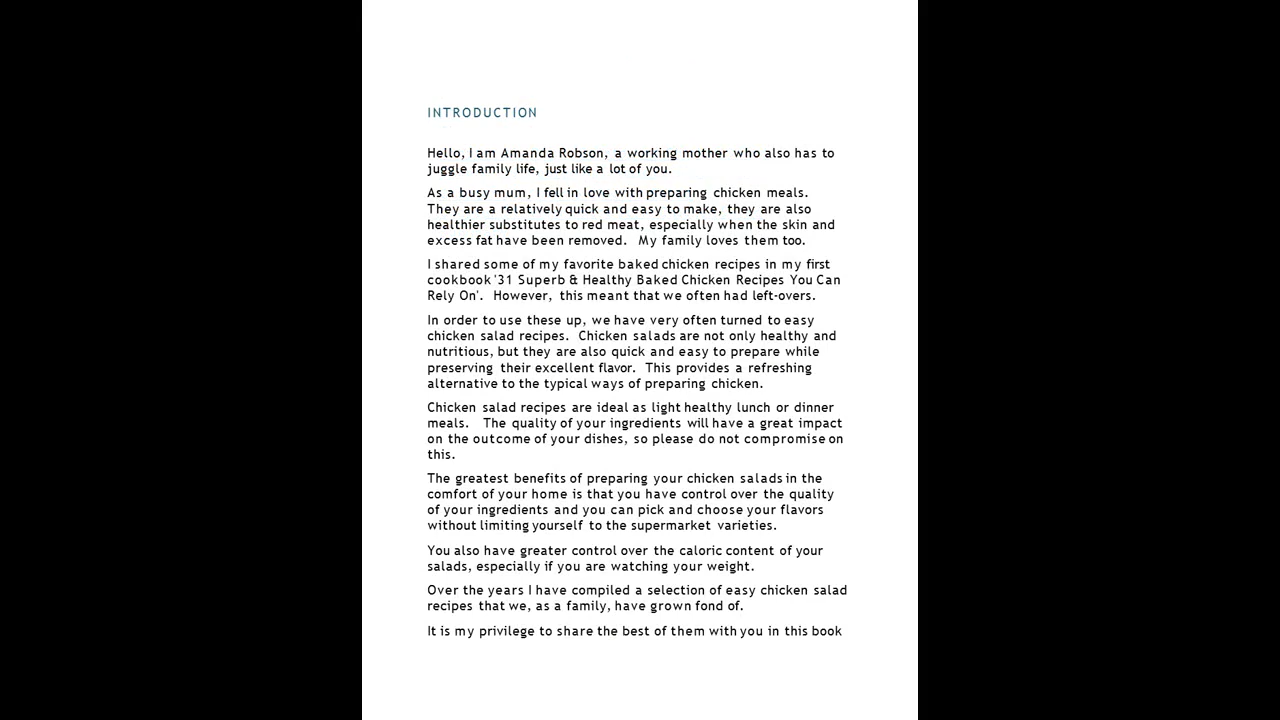 INTRODUCTION
Hello, I am Amanda Robson, a working mother who also has to
juggle family life, just like a lot of you.
As a busy mum, I fell in love with preparing chicken meals.
They are a relatively quick and easy to make, they are also
healthier substitutes to red meat, especially when the skin and
excess fat have been removed. My family loves them too.
I shared some of my favorite baked chicken recipes in my first
cookbook '31 Superb & Healthy Baked Chicken Recipes You Can
Rely On'. However, this meant that we often had left-overs.
In order to use these up, we have very often turned to easy
chicken salad recipes. Chicken salads are not only healthy and
nutritious, but they are also quick and easy to prepare while
preserving their excellent flavor. This provides a refreshing
alternative to the typical ways of preparing chicken.
Chicken salad recipes are ideal as light healthy lunch or dinner
meals. The quality of your ingredients will have a great impact
on the outcome of your dishes, so please do not compromise on
this.
The greatest benefits of preparing your chicken salads in the
comfort of your home is that you have control over the quality
of your ingredients and you can pick and choose your flavors
without limiting yourself to the supermarket varieties.
You also have greater control over the caloric content of your
salads, especially if you are watching your weight.
Over the years I have compiled a selection of easy chicken salad
recipes that we, as a family, have grown fond of.
It is my privilege to share the best of them with you in this book